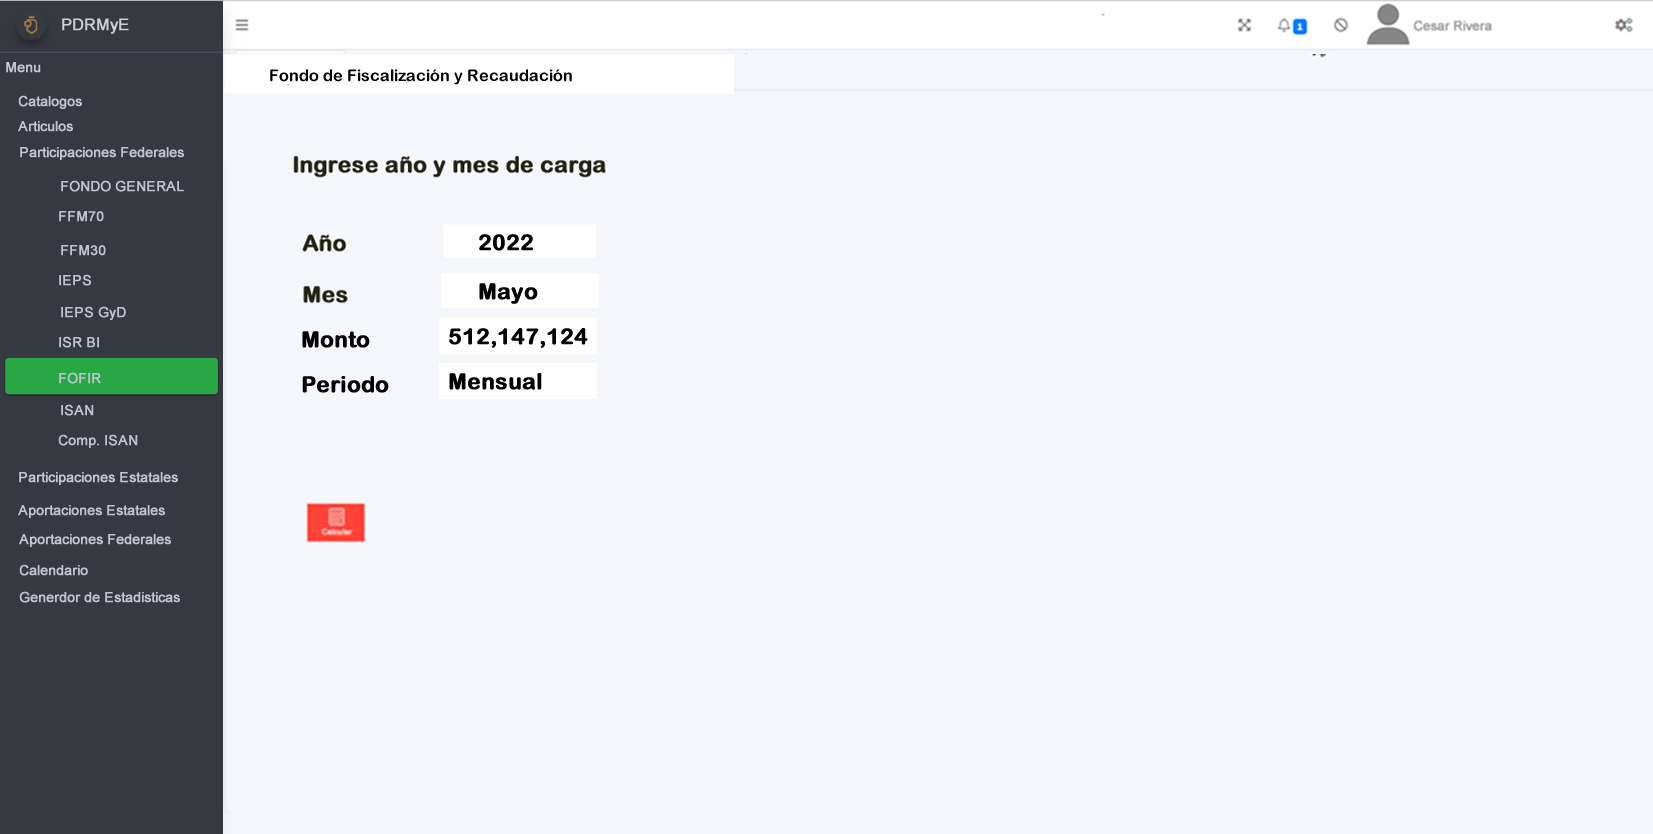 PDRMyE
1
Cesar Rivera
Menu
Catalogos
Articulos
Participaciones Federales
FONDO GENERAL
FFM70
FFM30
IEPS
IEPS GyD
ISR BI
FOFIR
ISAN
Comp. ISAN
Participaciones Estatales
Aportaciones Estatales
Aportaciones Federales
Calendario
Generdor de Estadisticas
Fondo de Fiscalización y Recaudación
Ingrese año y mes de carga
Año 2022
Mes Mayo
Monto 512,147,124
Periodo Mensual
Calcular